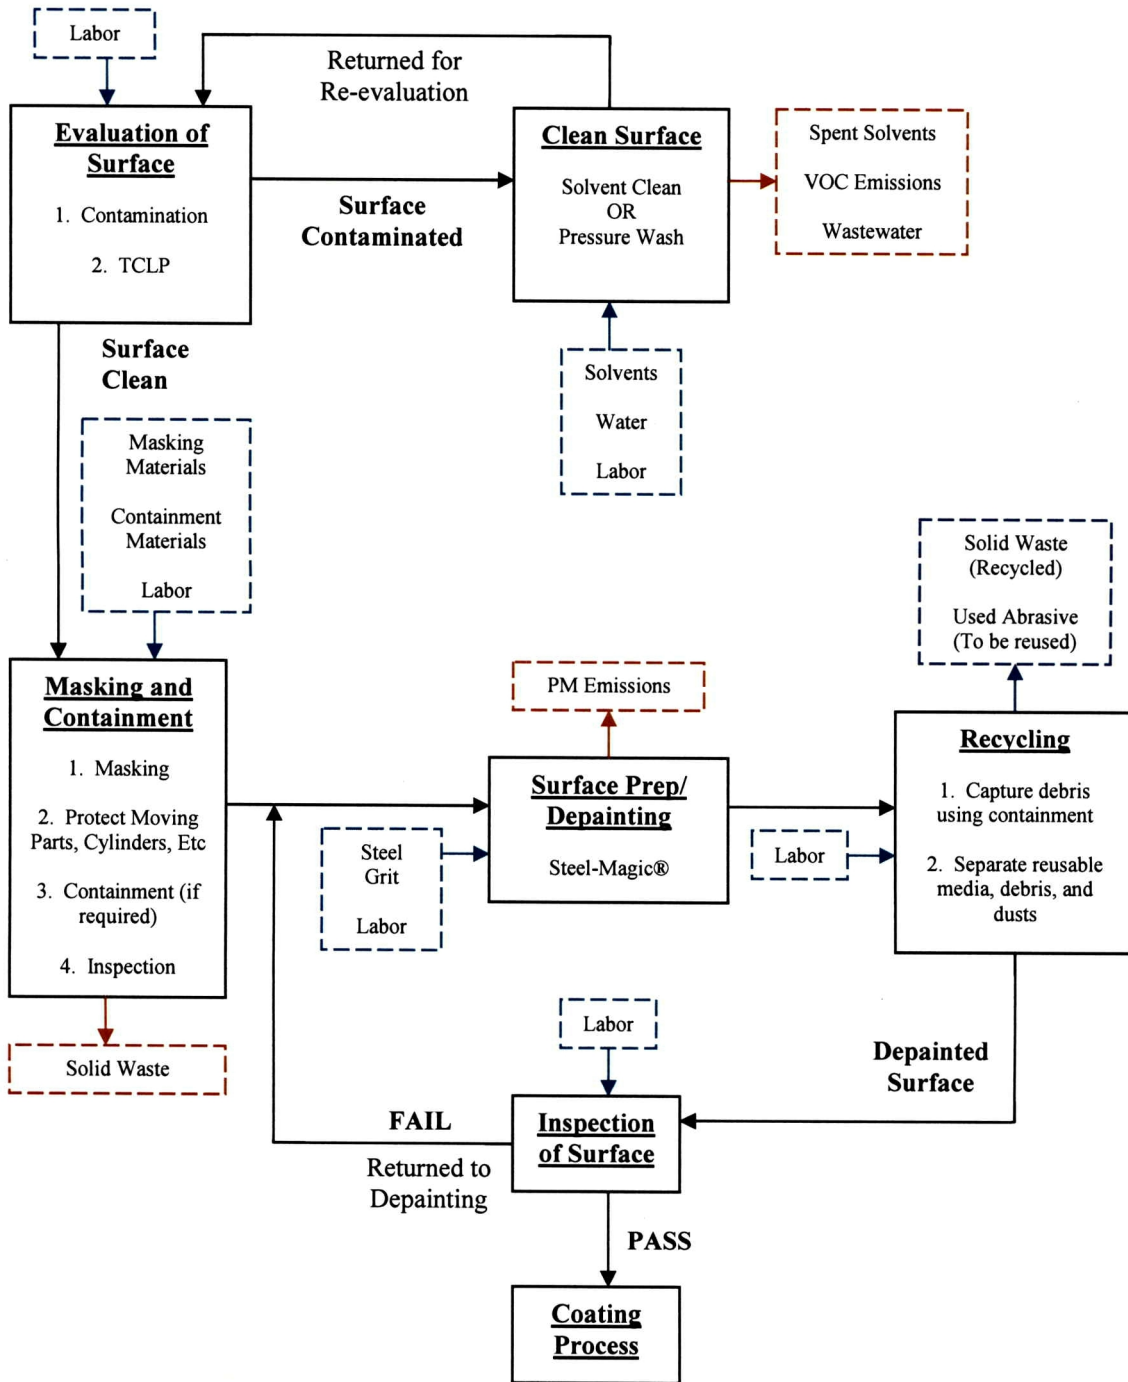 Labor
Returned for
Re-evaluation
Evaluation of
Surface
1. Contamination
2. TCLP
Surface
Contaminated
Clean Surface
Solvent Clean
OR
Pressure Wash
Spent Solvents
VOC Emissions
Wastewater
Surface
Clean
Solvents
Water
Labor
Masking
Materials
Containment
Materials
Labor
Solid Waste
(Recycled)
Used Abrasive
(To be reused)
Masking and
Containment
1. Masking
2. Protect Moving
Parts, Cylinders, Etc
3. Containment (if
required)
4. Inspection
PM Emissions
Surface Prep/
Depainting
Steel-Magic®
Steel
Grit
Labor
Labor
Recycling
1. Capture debris
using containment
2. Separate reusable
media, debris, and
dusts
Solid Waste
Labor
Depainted
Surface
FAIL
Returned to
Depainting
Inspection
of Surface
PASS
Coating
Process